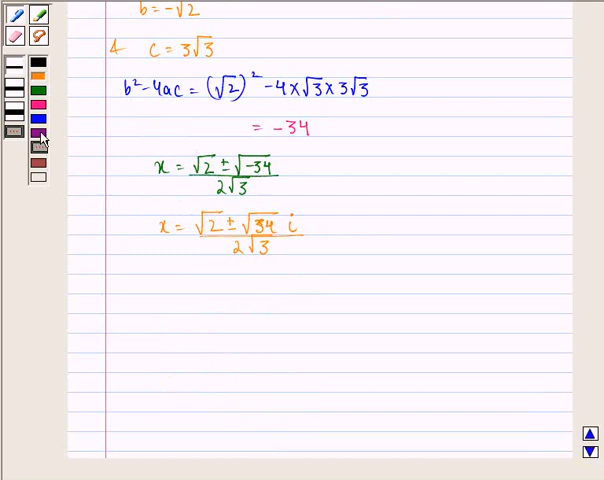 b = -√2
& c = 3√3
b² - 4ac = (√2)² - 4 × √3 × 3√3
= -34
x = (√2 ± √-34) / 2√3
x = (√2 ± √34 i) / 2√3